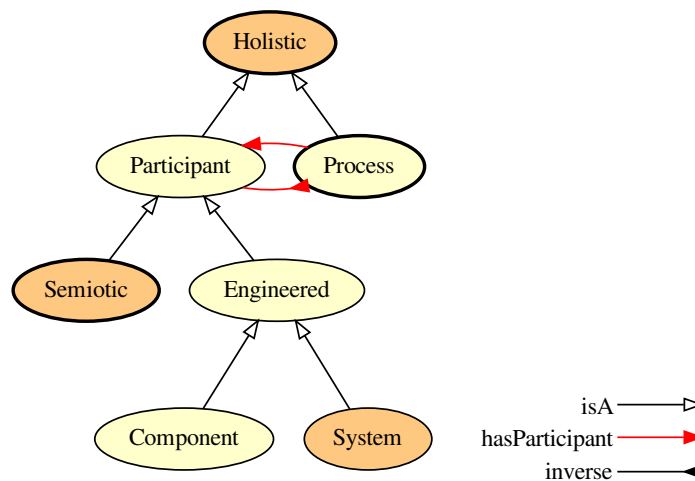 Holistic
Participant
Process
Semiotic
Engineered
Component
System
isA
hasParticipant
inverse